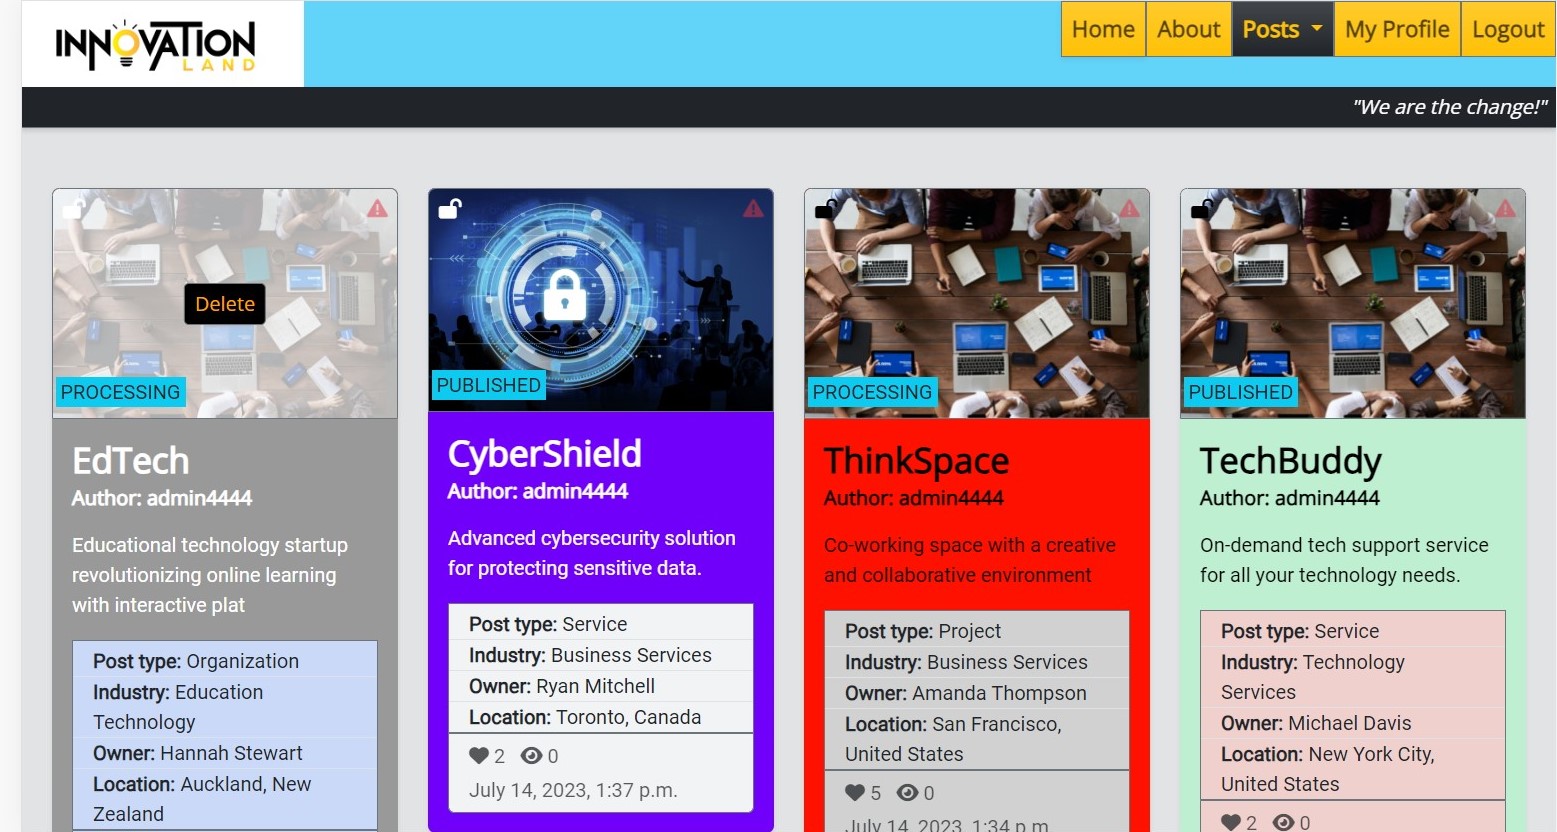 INNOVATION
LAND
Home
About
Posts
My Profile
Logout
"We are the change!"
Delete
PROCESSING
EdTech
Author: admin4444
Educational technology startup
revolutionizing online learning
with interactive plat
Post type: Organization
Industry: Education
Technology
Owner: Hannah Stewart
Location: Auckland, New
Zealand
PUBLISHED
CyberShield
Author: admin4444
Advanced cybersecurity solution
for protecting sensitive data.
Post type: Service
Industry: Business Services
Owner: Ryan Mitchell
Location: Toronto, Canada
2 0
July 14, 2023, 1:37 p.m.
PROCESSING
ThinkSpace
Author: admin4444
Co-working space with a creative
and collaborative environment
Post type: Project
Industry: Business Services
Owner: Amanda Thompson
Location: San Francisco,
United States
5 0
July 14, 2023, 1:34 p.m.
PUBLISHED
TechBuddy
Author: admin4444
On-demand tech support service
for all your technology needs.
Post type: Service
Industry: Technology
Services
Owner: Michael Davis
Location: New York City,
United States
2 0